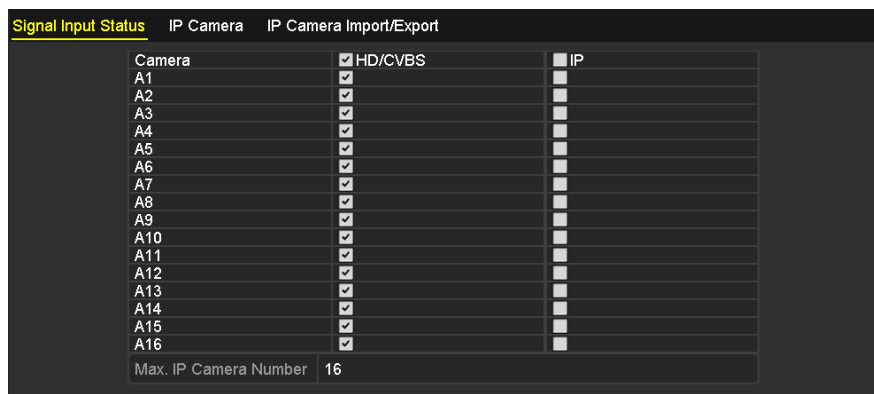 Signal Input Status IP Camera IP Camera Import/Export
Camera HD/CVBS IP
A1
A2
A3
A4
A5
A6
A7
A8
A9
A10
A11
A12
A13
A14
A15
A16
Max. IP Camera Number 16